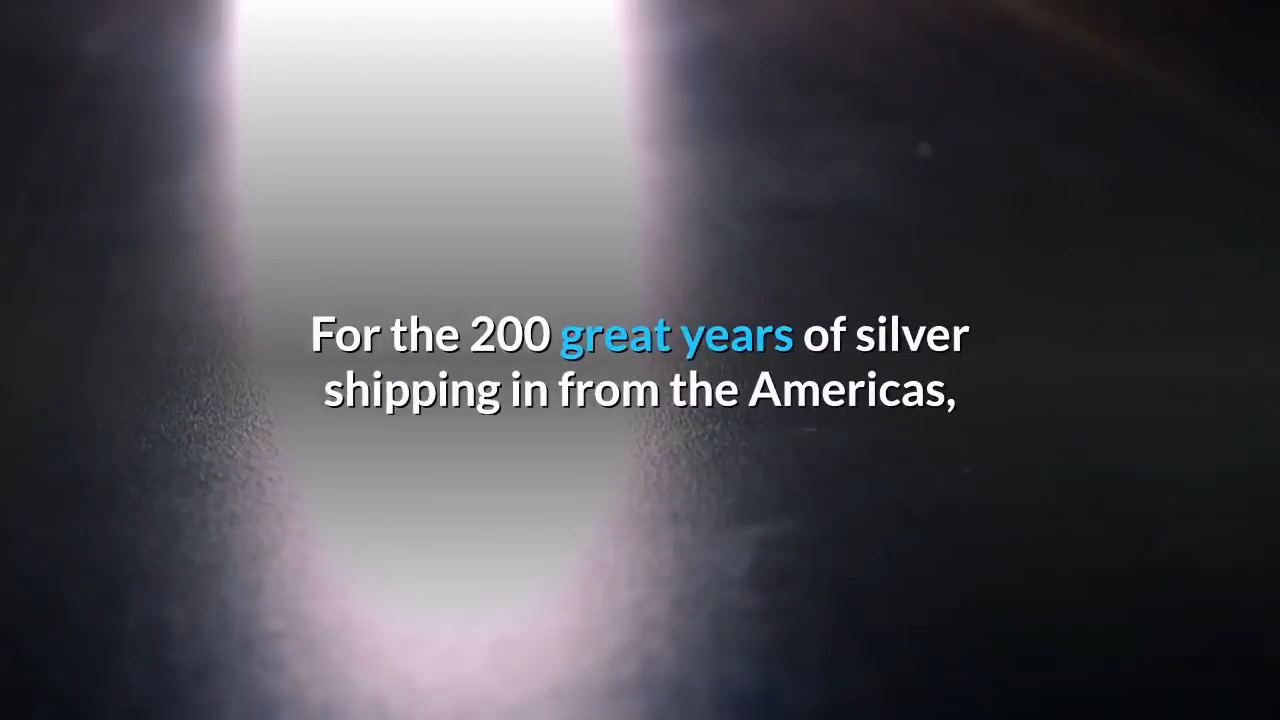 For the 200 great years of silver
shipping in from the Americas,